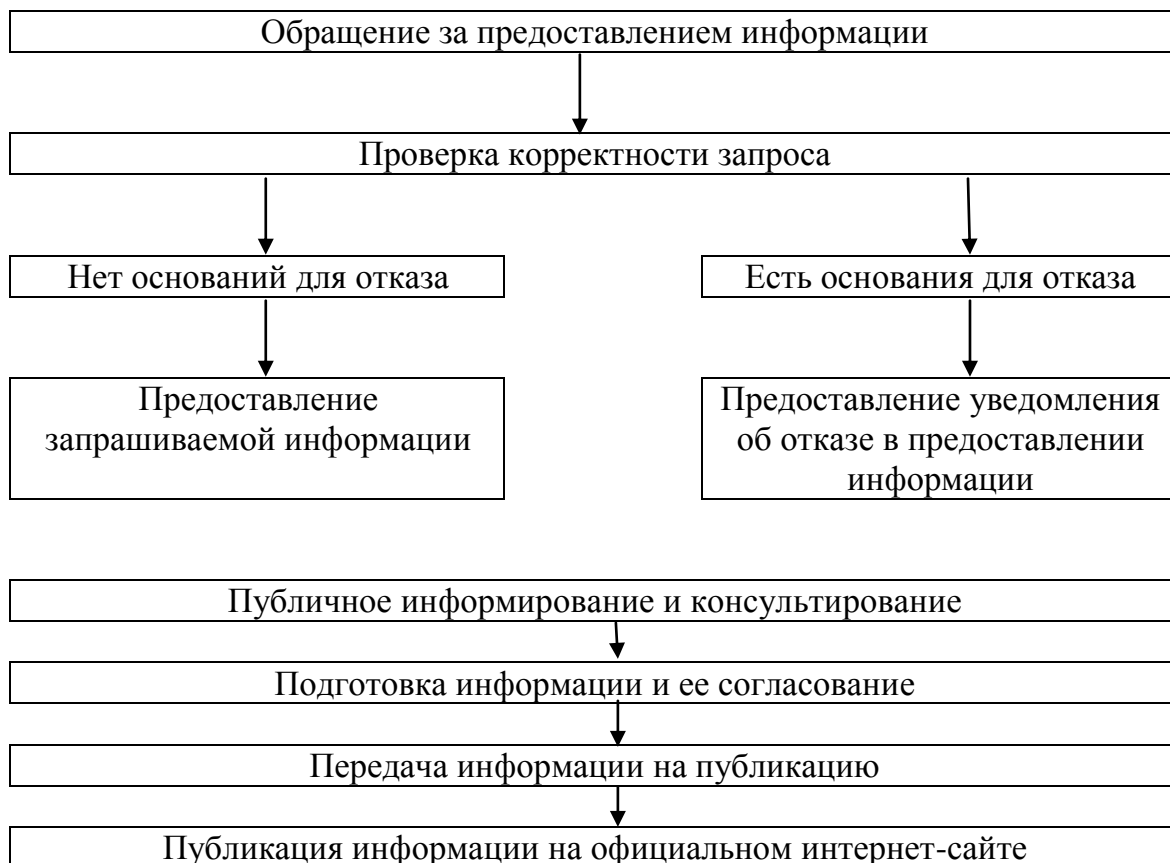 Обращение за предоставлением информации
Проверка корректности запроса
Нет оснований для отказа
Есть основания для отказа
Предоставление
запрашиваемой информации
Предоставление уведомления
об отказе в предоставлении
информации
Публичное информирование и консультирование
Подготовка информации и ее согласование
Передача информации на публикацию
Публикация информации на официальном интернет-сайте